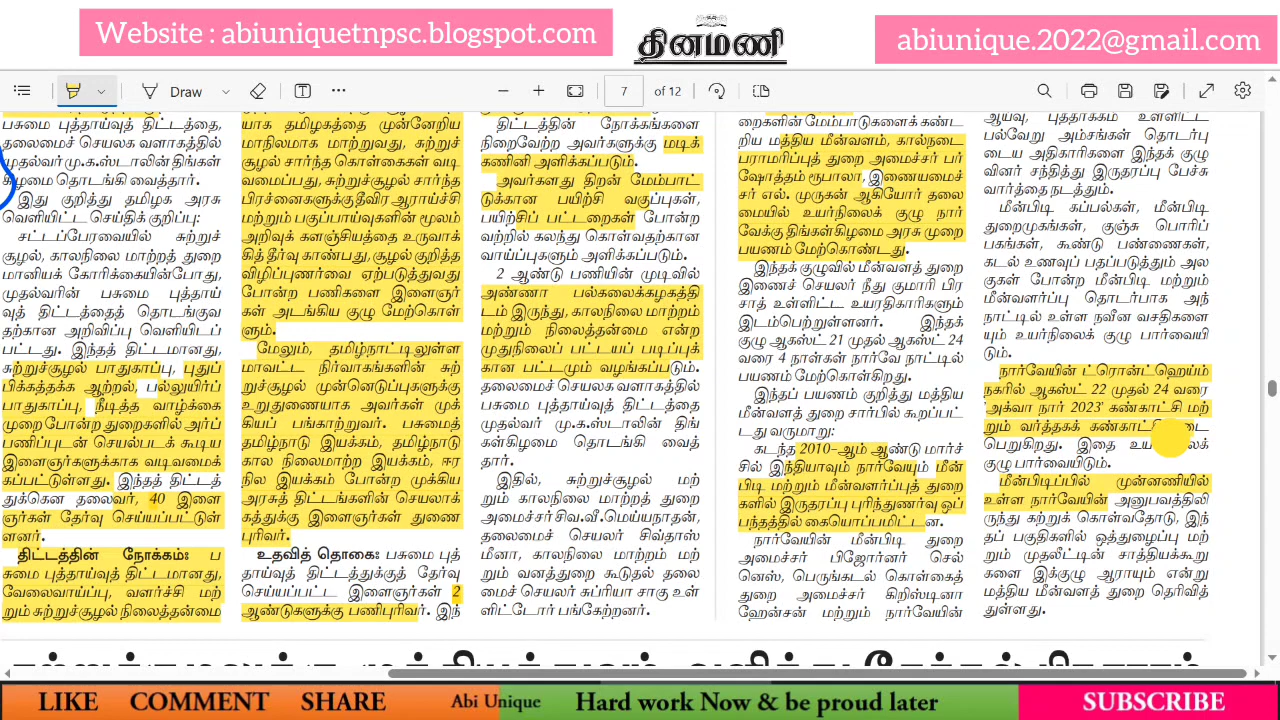 Website : abiuniquetnpsc.blogspot.com
தினமணி
abiunique.2022@gmail.com
Draw
7
of 12
பசுமை புத்தாய்வுத் திட்டத்தை,
தலைமைச் செயலக வளாகத்தில்
முதல்வர் மு.க.ஸ்டாலின் திங்கள்
கிழமை தொடங்கி வைத்தார்.
இது குறித்து தமிழக அரசு
வெளியிட்ட செய்திக் குறிப்பு:
சட்டப்பேரவையில் சுற்றுச்
சூழல், காலநிலை மாற்றத் துறை
மானியக் கோரிக்கையின்போது,
முதல்வரின் பசுமை புத்தாய்
வுத் திட்டத்தைத் தொடங்குவ
தற்கான அறிவிப்பு வெளியிடப்
பட்டது. இந்தத் திட்டமானது,
சுற்றுச்சூழல் பாதுகாப்பு, புதுப்
பிக்கத்தக்க ஆற்றல், பல்லுயிர்ப்
பாதுகாப்பு, நீடித்த வாழ்க்கை
முறை போன்ற துறைகளில் அர்ப்
பணிப்புடன் செயல்படக் கூடிய
இளைஞர்களுக்காக வடிவமைக்
கப்பட்டுள்ளது. இந்தத் திட்டத்
துக்கென தலைவர், 40 இளை
ஞர்கள் தேர்வு செய்யப்பட்டுள்
ளனர்.
திட்டத்தின் நோக்கம்: ப
சுமை புத்தாய்வுத் திட்டமானது,
வேலைவாய்ப்பு, வளர்ச்சி மற்
றும் சுற்றுச்சூழல் நிலைத்தன்மை
யாக தமிழகத்தை முன்னேறிய
மாநிலமாக மாற்றுவது, சுற்றுச்
சூழல் சார்ந்த கொள்கைகள் வடி
வமைப்பது, சுற்றுச்சூழல் சார்ந்த
பிரச்னைகளுக்குதீவிர ஆராய்ச்சி
மற்றும் பகுப்பாய்வுகளின் மூலம்
அறிவுக் களஞ்சியத்தை உருவாக்
கித்தீர்வு காண்பது, சூழல் குறித்த
விழிப்புணர்வை ஏற்படுத்துவது
போன்ற பணிகளை இளைஞர்
கள் அடங்கிய குழு மேற்கொள்
ளும்.
மேலும், தமிழ்நாட்டிலுள்ள
மாவட்ட நிர்வாகங்களின் சுற்
றுச்சூழல் முன்னெடுப்புகளுக்கு
உறுதுணையாக அவர்கள் முக்
கியப் பங்காற்றுவர். பசுமைத்
தமிழ்நாடு இயக்கம், தமிழ்நாடு
கால நிலைமாற்ற இயக்கம், ஈர
நில இயக்கம் போன்ற முக்கிய
அரசுத் திட்டங்களின் செயலாக்
கத்துக்கு இளைஞர்கள் துணை
புரிவர்.
உதவித் தொகை: பசுமை புத்
தாய்வுத் திட்டத்துக்குத் தேர்வு
செய்யப்பட்ட இளைஞர்கள் 2
ஆண்டுகளுக்கு பணிபுரிவர். இந்
திட்டத்தின் நோக்கங்களை
நிறைவேற்ற அவர்களுக்கு மடிக்
கணினி அளிக்கப்படும்.
அவர்களது திறன் மேம்பாட்
டுக்கான பயிற்சி வகுப்புகள்,
பயிற்சிப் பட்டறைகள் போன்ற
வற்றில் கலந்து கொள்வதற்கான
வாய்ப்புகளும் அளிக்கப்படும்.
2 ஆண்டு பணியின் முடிவில்
அண்ணா பல்கலைக்கழகத்தி
டம் இருந்து, காலநிலை மாற்றம்
மற்றும் நிலைத்தன்மை என்ற
முதுநிலைப் பட்டயப் படிப்புக்
கான பட்டமும் வழங்கப்படும்.
தலைமைச் செயலக வளாகத்தில்
பசுமை புத்தாய்வுத் திட்டத்தை
முதல்வர் மு.க.ஸ்டாலின் திங்
கள்கிழமை தொடங்கி வைத்
தார்.
இதில், சுற்றுச்சூழல் மற்
றும் காலநிலை மாற்றத் துறை
அமைச்சர் சிவ.வீ.மெய்யநாதன்,
தலைமைச் செயலர் சிவ்தாஸ்
மீனா, காலநிலை மாற்றம் மற்
றும் வனத்துறை கூடுதல் தலை
மைச் செயலர் சுப்ரியா சாகு உள்
ளிட்டோர் பங்கேற்றனர்.
றைகளின் மேம்பாடுகளைக் கண்ட
றிய மத்திய மீன்வளம், கால்நடை
பராமரிப்புத் துறை அமைச்சர் பர்
ஷோத்தம் ரூபாலா, இணையமைச்
சர் எல். முருகன் ஆகியோர் தலை
மையில் உயர்நிலைக் குழு நார்
வேக்கு திங்கள்கிழமை அரசு முறை
பயணம் மேற்கொண்டது.
இந்தக் குழுவில் மீன்வளத் துறை
இணைச் செயலர் நீது குமாரி பிர
சாத் உள்ளிட்ட உயரதிகாரிகளும்
இடம்பெற்றுள்ளனர். இந்தக்
குழு ஆகஸ்ட் 21 முதல் ஆகஸ்ட் 24
வரை 4 நாள்கள் நார்வே நாட்டில்
பயணம் மேற்கொள்கிறது.
இந்தப் பயணம் குறித்து மத்திய
மீன்வளத் துறை சார்பில் கூறப்பட்
டது வருமாறு:
கடந்த 2010-ஆம் ஆண்டு மார்ச்
சில் இந்தியாவும் நார்வேயும் மீன்
பிடி மற்றும் மீன்வளர்ப்புத் துறை
களில் இருதரப்பு புரிந்துணர்வு ஒப்
பந்தத்தில் கையொப்பமிட்டன.
நார்வேயின் மீன்பிடி துறை
அமைச்சர் பிஜோர்னர் செல்
னெஸ், பெருங்கடல் கொள்கைத்
துறை அமைச்சர் கிறிஸ்டினா
ஹேன்சன் மற்றும் நார்வேயின்
ஆய்வு, புத்தாக்கம் உள்ளிட்ட
பல்வேறு அம்சங்கள் தொடர்பு
டைய அதிகாரிகளை இந்தக் குழு
வினர் சந்தித்து இருதரப்பு பேச்சு
வார்த்தை நடத்தும்.
மீன்பிடி கப்பல்கள், மீன்பிடி
துறைமுகங்கள், குஞ்சு பொரிப்
பகங்கள், கூண்டு பண்ணைகள்,
கடல் உணவுப் பதப்படுத்தும் அல
குகள் போன்ற மீன்பிடி மற்றும்
மீன்வளர்ப்பு தொடர்பாக அந்
நாட்டில் உள்ள நவீன வசதிகளை
யும் உயர்நிலைக் குழு பார்வையி
டும்.
நார்வேயின் ட்ரொன்ட்ஹெய்ம்
நகரில் ஆகஸ்ட் 22 முதல் 24 வரை
'அக்வா நார் 2023' கண்காட்சி மற்
றும் வர்த்தகக்
பெறுகிறது. இதை
குழு பார்வையிடும்.
மீன்பிடிப்பில் முன்னணியில்
உள்ள நார்வேயின் அனுபவத்திலி
ருந்து கற்றுக் கொள்வதோடு, இந்
தப் பகுதிகளில் ஒத்துழைப்பு மற்
றும் முதலீட்டின் சாத்தியக்கூறு
களை இக்குழு ஆராயும் என்று
மத்திய மீன்வளத் துறை தெரிவித்
துள்ளது.
LIKE COMMENT SHARE
Abi Unique
Hard work Now & be proud later
SUBSCRIBE